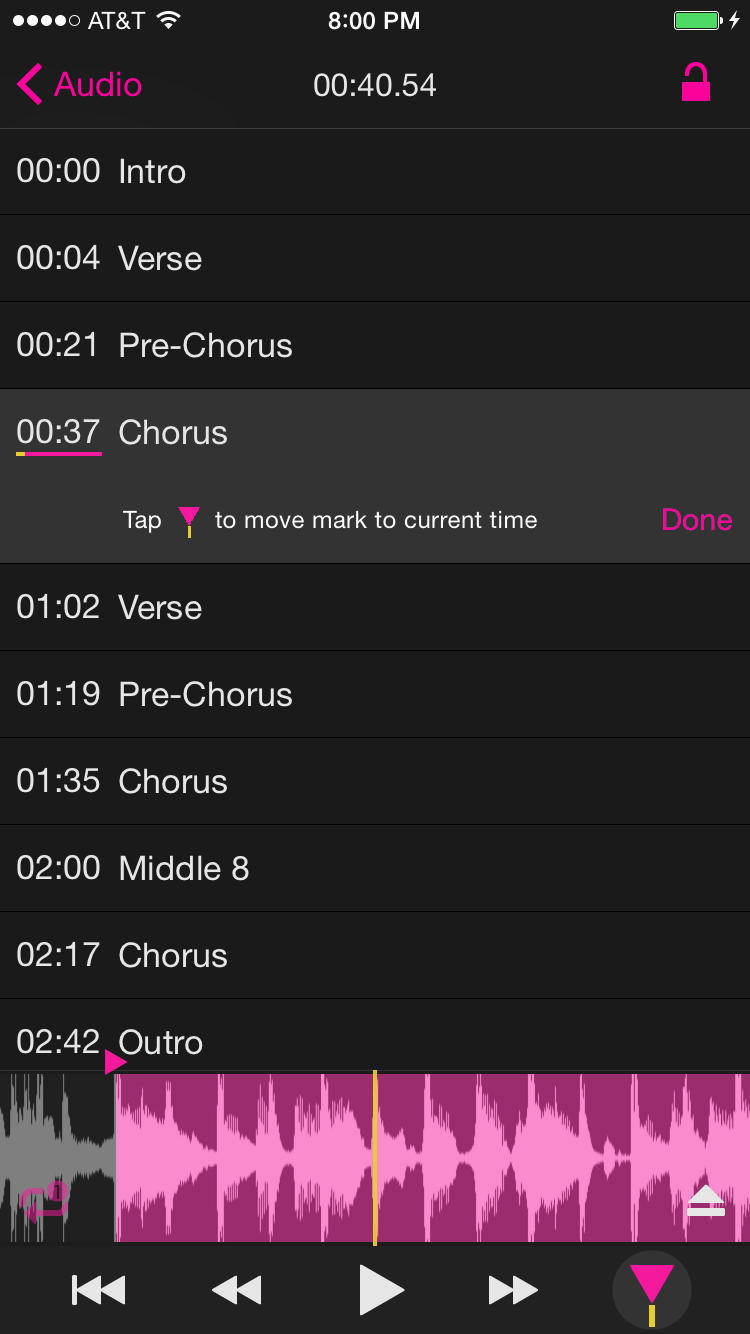 AT&T 8:00 PM
Audio 00:40.54
00:00 Intro
00:04 Verse
00:21 Pre-Chorus
00:37 Chorus
Tap to move mark to current time Done
01:02 Verse
01:19 Pre-Chorus
01:35 Chorus
02:00 Middle 8
02:17 Chorus
02:42 Outro